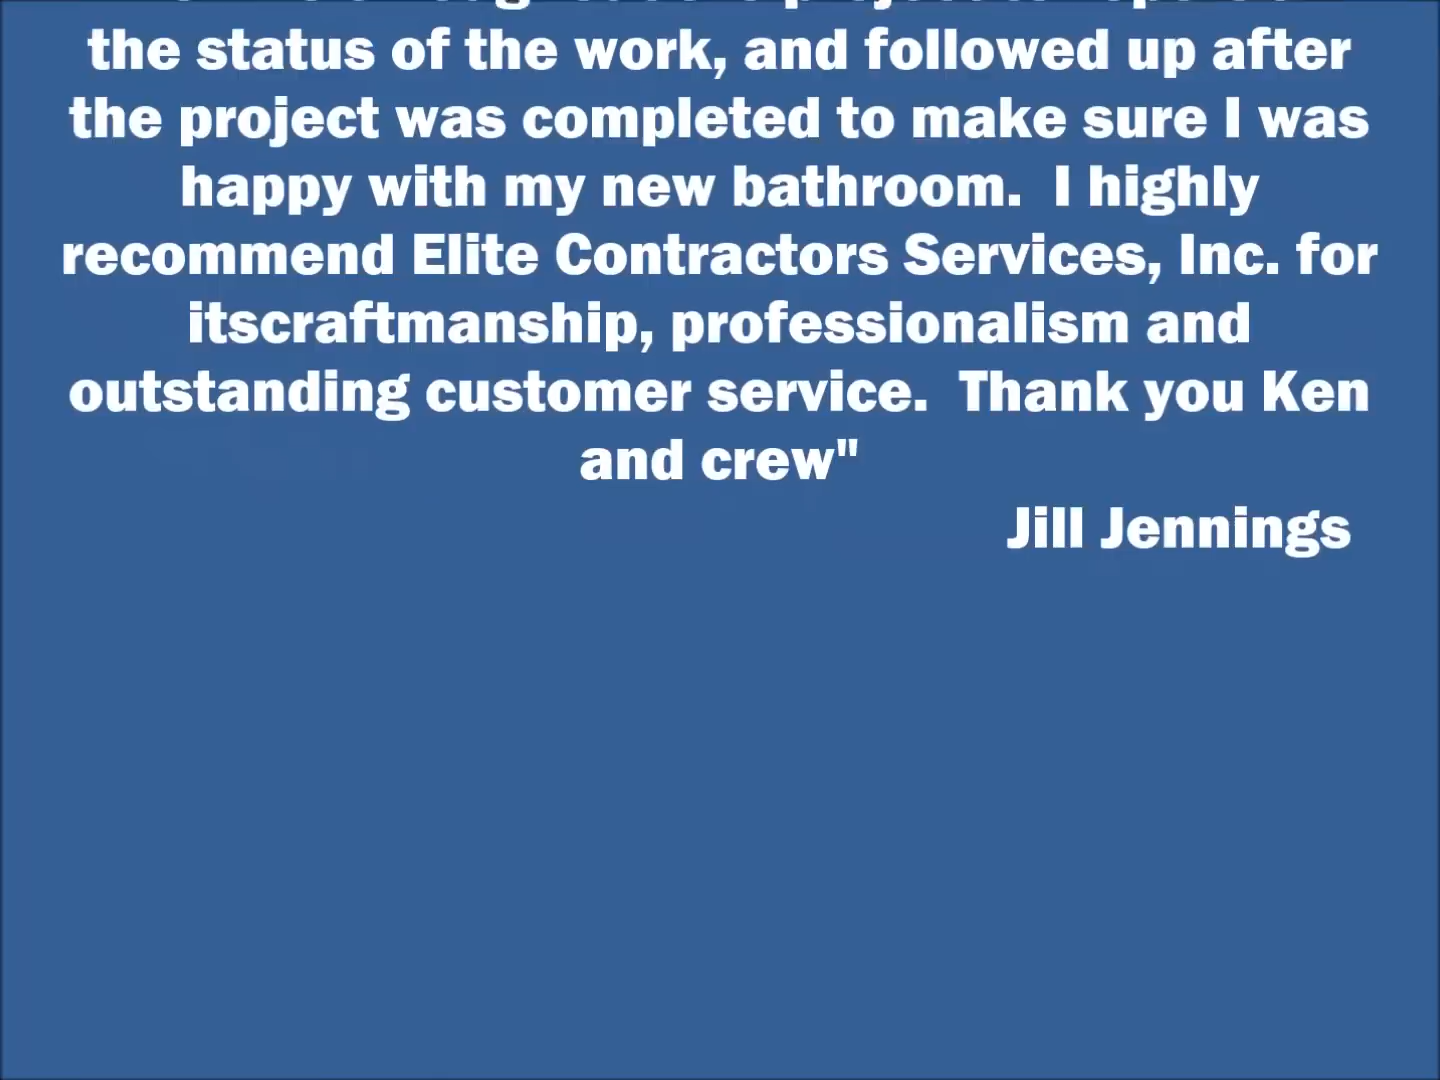 the status of the work, and followed up after
the project was completed to make sure I was
happy with my new bathroom.  I highly
recommend Elite Contractors Services, Inc. for
itscraftmanship, professionalism and
outstanding customer service.  Thank you Ken
and crew"
Jill Jennings